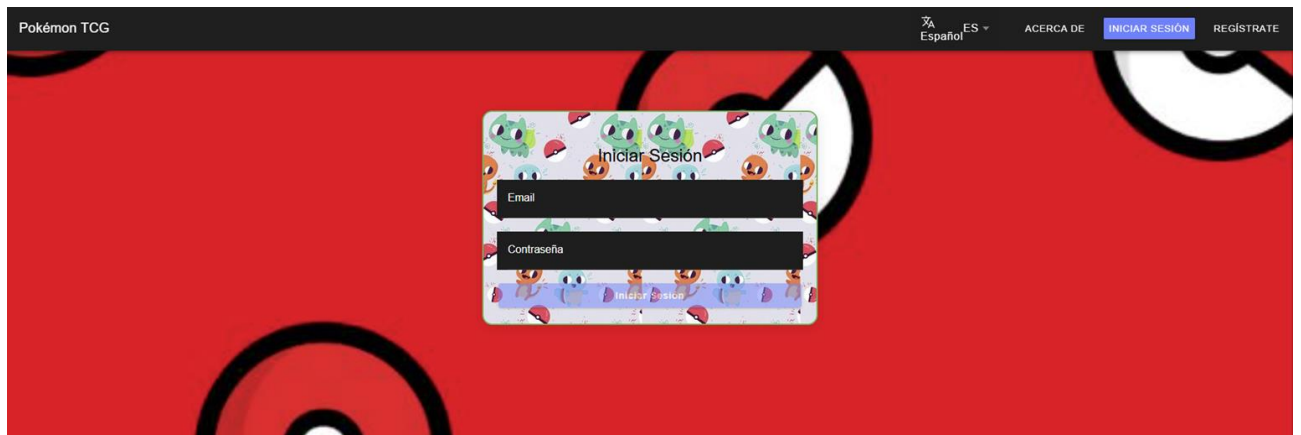 Pokémon TCG
Español ES
ACERCA DE
INICIAR SESIÓN
REGÍSTRATE
Iniciar Sesión
Email
Contraseña
Iniciar Sesión